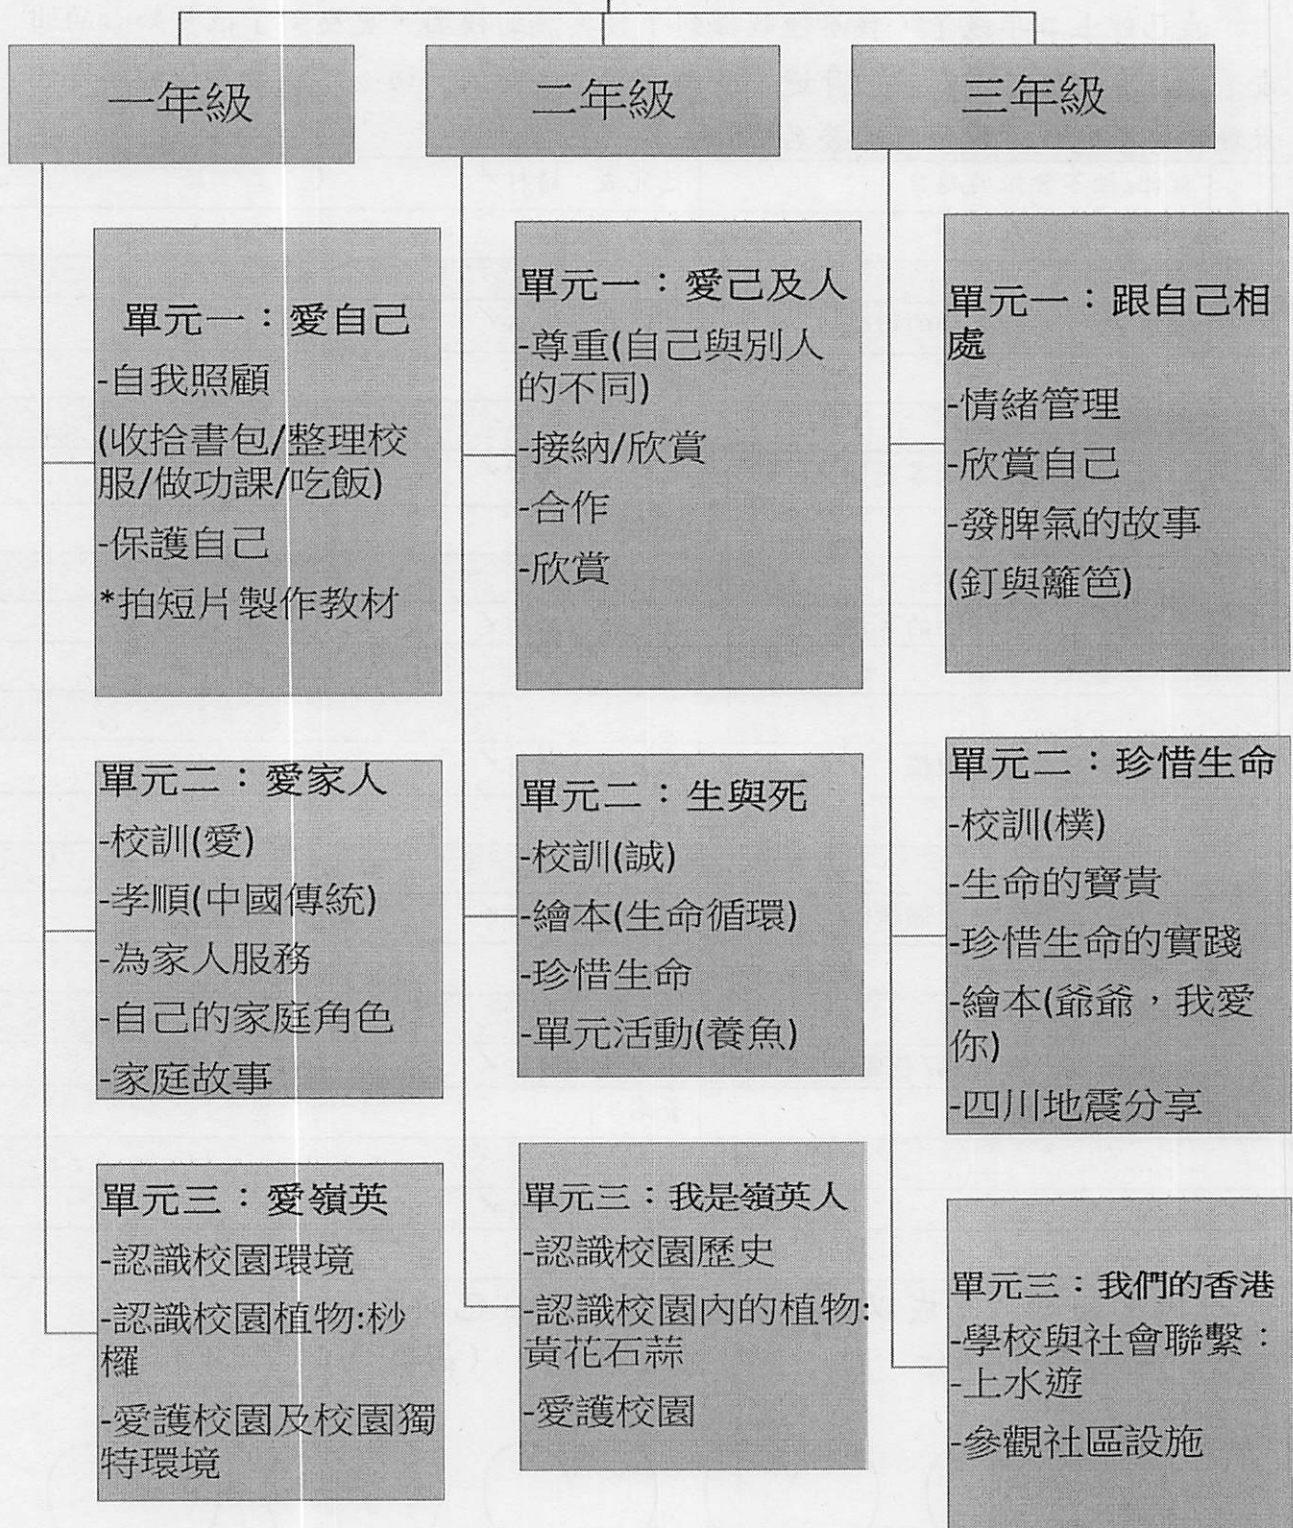 一年級
二年級
三年級
單元一：愛自己
-自我照顧
(收拾書包/整理校
服/做功課/吃飯)
-保護自己
*拍短片製作教材
單元二：愛家人
-校訓(愛)
-孝順(中國傳統)
-為家人服務
-自己的家庭角色
-家庭故事
單元三：愛嶺英
-認識校園環境
-認識校園植物:桫
欏
-愛護校園及校園獨
特環境
單元一：愛己及人
-尊重(自己與別人
的不同)
-接納/欣賞
-合作
-欣賞
單元二：生與死
-校訓(誠)
-繪本(生命循環)
-珍惜生命
-單元活動(養魚)
單元三：我是嶺英人
-認識校園歷史
-認識校園內的植物:
黃花石蒜
-愛護校園
單元一：跟自己相
處
-情緒管理
-欣賞自己
-發脾氣的故事
(釘與籬笆)
單元二：珍惜生命
-校訓(樸)
-生命的寶貴
-珍惜生命的實踐
-繪本(爺爺，我愛
你)
-四川地震分享
單元三：我們的香港
-學校與社會聯繫：
-上水遊
-參觀社區設施